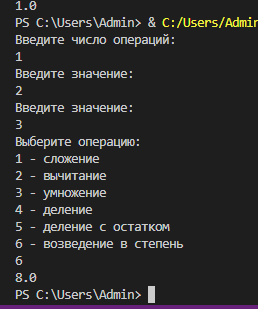 1.0
PS C:\Users\Admin> & C:/Users/Admin
Введите число операций:
1
Введите значение:
2
Введите значение:
3
Выберите операцию:
1 - сложение
2 - вычитание
3 - умножение
4 - деление
5 - деление с остатком
6 - возведение в степень
6
8.0
PS C:\Users\Admin>